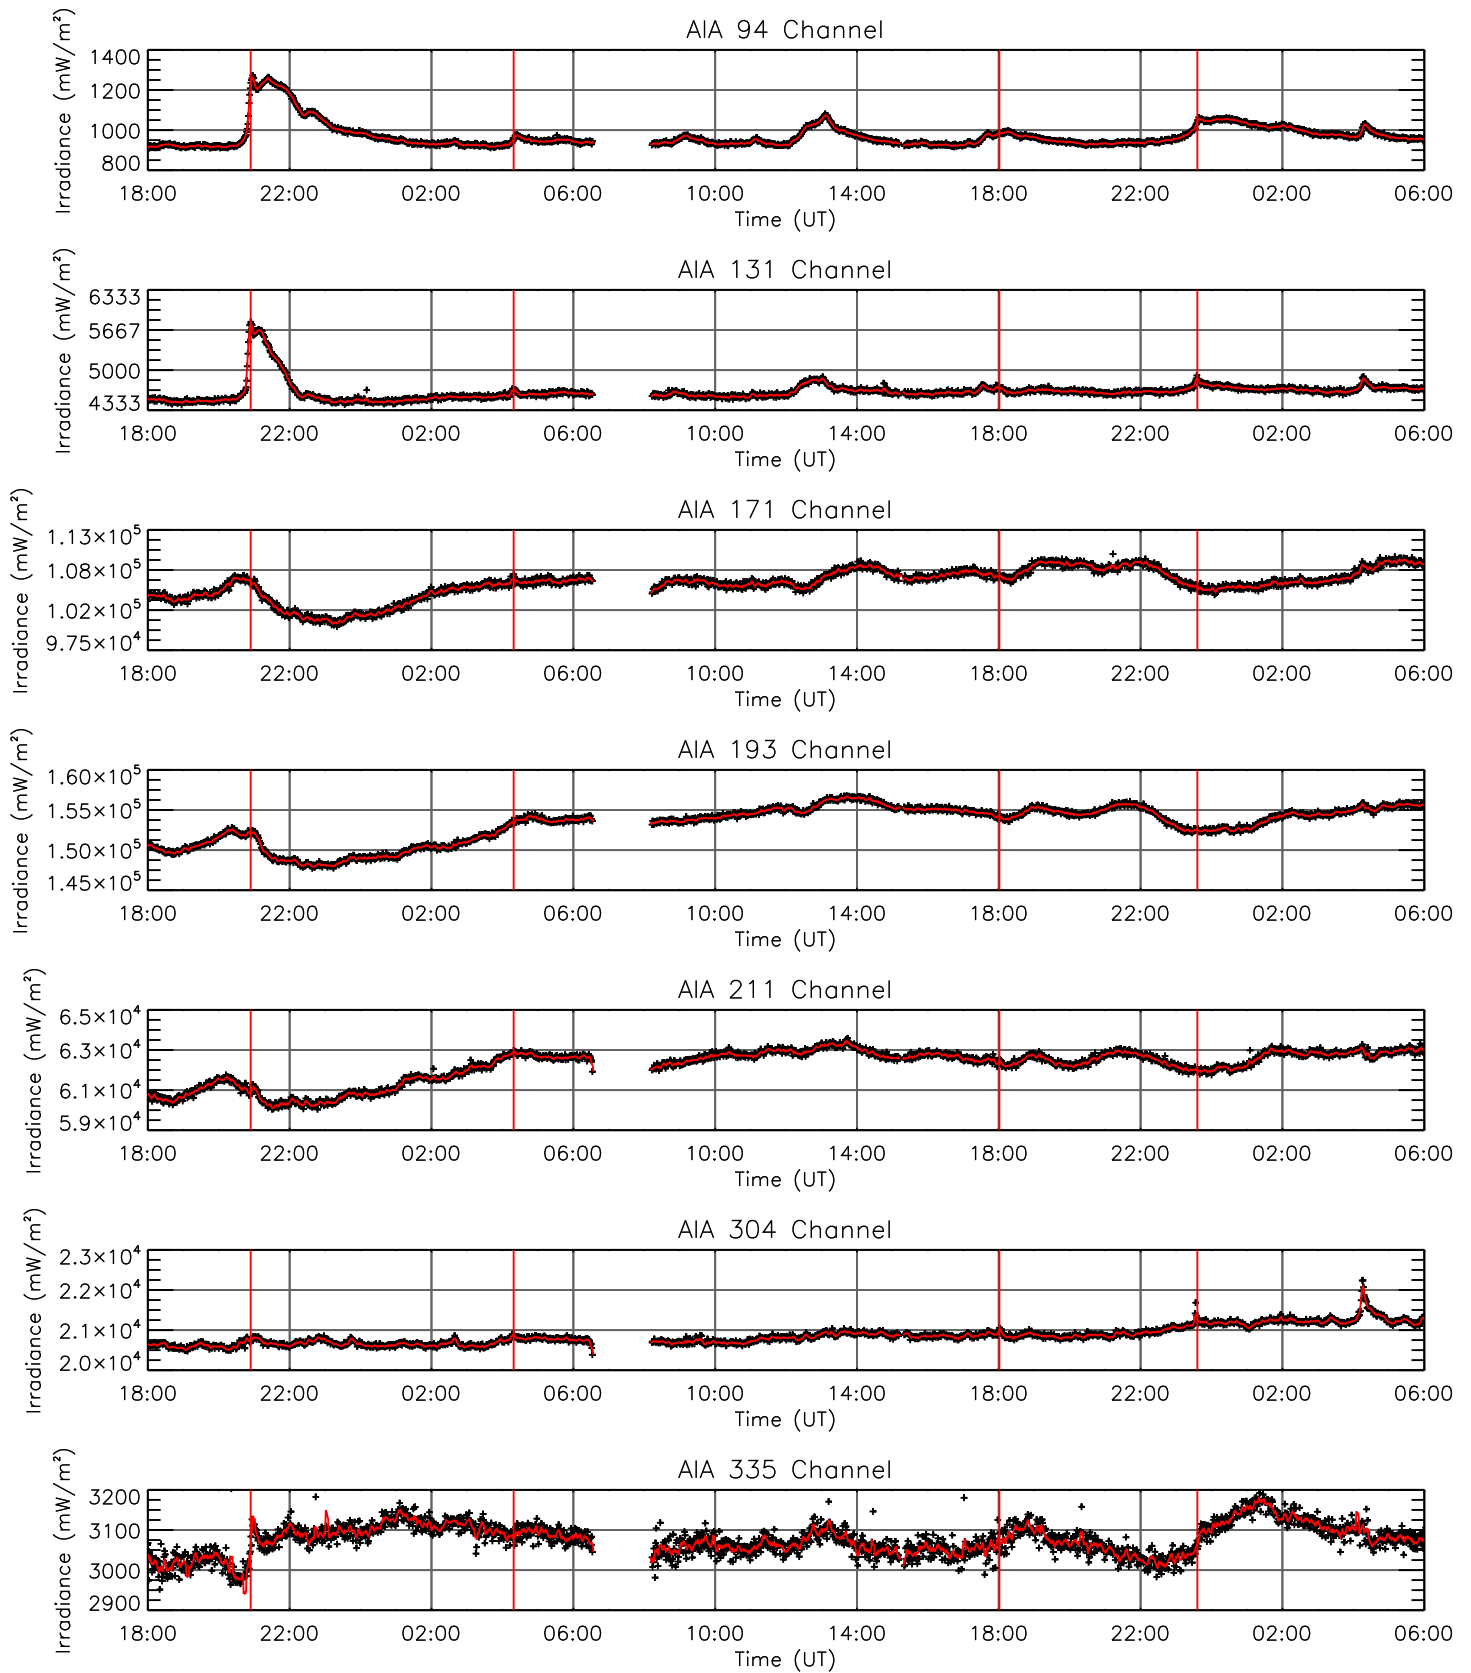 AIA 94 Channel
Irradiance (mW/m²)
1400
1200
1000
800
18:00 22:00 02:00 06:00 10:00 14:00 18:00 22:00 02:00 06:00
Time (UT)
AIA 131 Channel
Irradiance (mW/m²)
6333
5667
5000
4333
18:00 22:00 02:00 06:00 10:00 14:00 18:00 22:00 02:00 06:00
Time (UT)
AIA 171 Channel
Irradiance (mW/m²)
1.13×10⁵
1.08×10⁵
1.02×10⁵
9.75×10⁴
18:00 22:00 02:00 06:00 10:00 14:00 18:00 22:00 02:00 06:00
Time (UT)
AIA 193 Channel
Irradiance (mW/m²)
1.60×10⁵
1.55×10⁵
1.50×10⁵
1.45×10⁵
18:00 22:00 02:00 06:00 10:00 14:00 18:00 22:00 02:00 06:00
Time (UT)
AIA 211 Channel
Irradiance (mW/m²)
6.5×10⁴
6.3×10⁴
6.1×10⁴
5.9×10⁴
18:00 22:00 02:00 06:00 10:00 14:00 18:00 22:00 02:00 06:00
Time (UT)
AIA 304 Channel
Irradiance (mW/m²)
2.3×10⁴
2.2×10⁴
2.1×10⁴
2.0×10⁴
18:00 22:00 02:00 06:00 10:00 14:00 18:00 22:00 02:00 06:00
Time (UT)
AIA 335 Channel
Irradiance (mW/m²)
3200
3100
3000
2900
18:00 22:00 02:00 06:00 10:00 14:00 18:00 22:00 02:00 06:00
Time (UT)